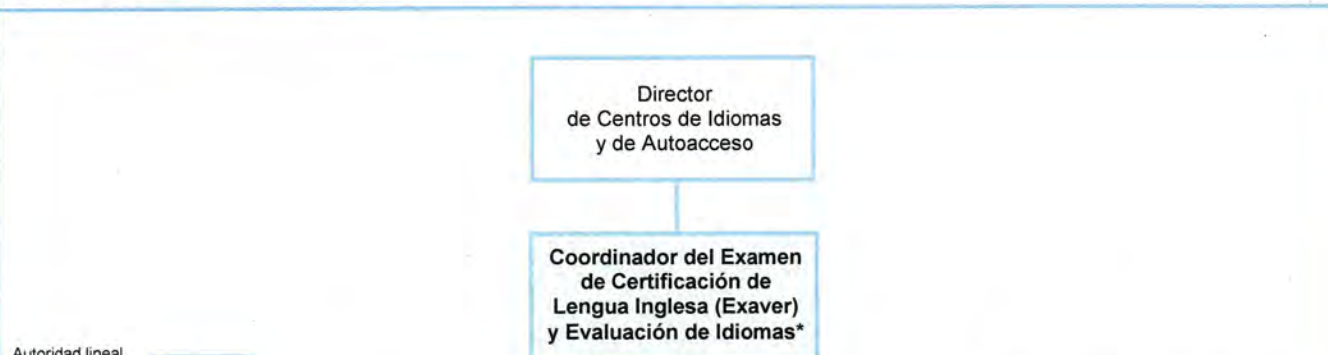 Director
de Centros de Idiomas
y de Autoacceso
Coordinador del Examen
de Certificación de
Lengua Inglesa (Exaver)
y Evaluación de Idiomas*
Autoridad lineal